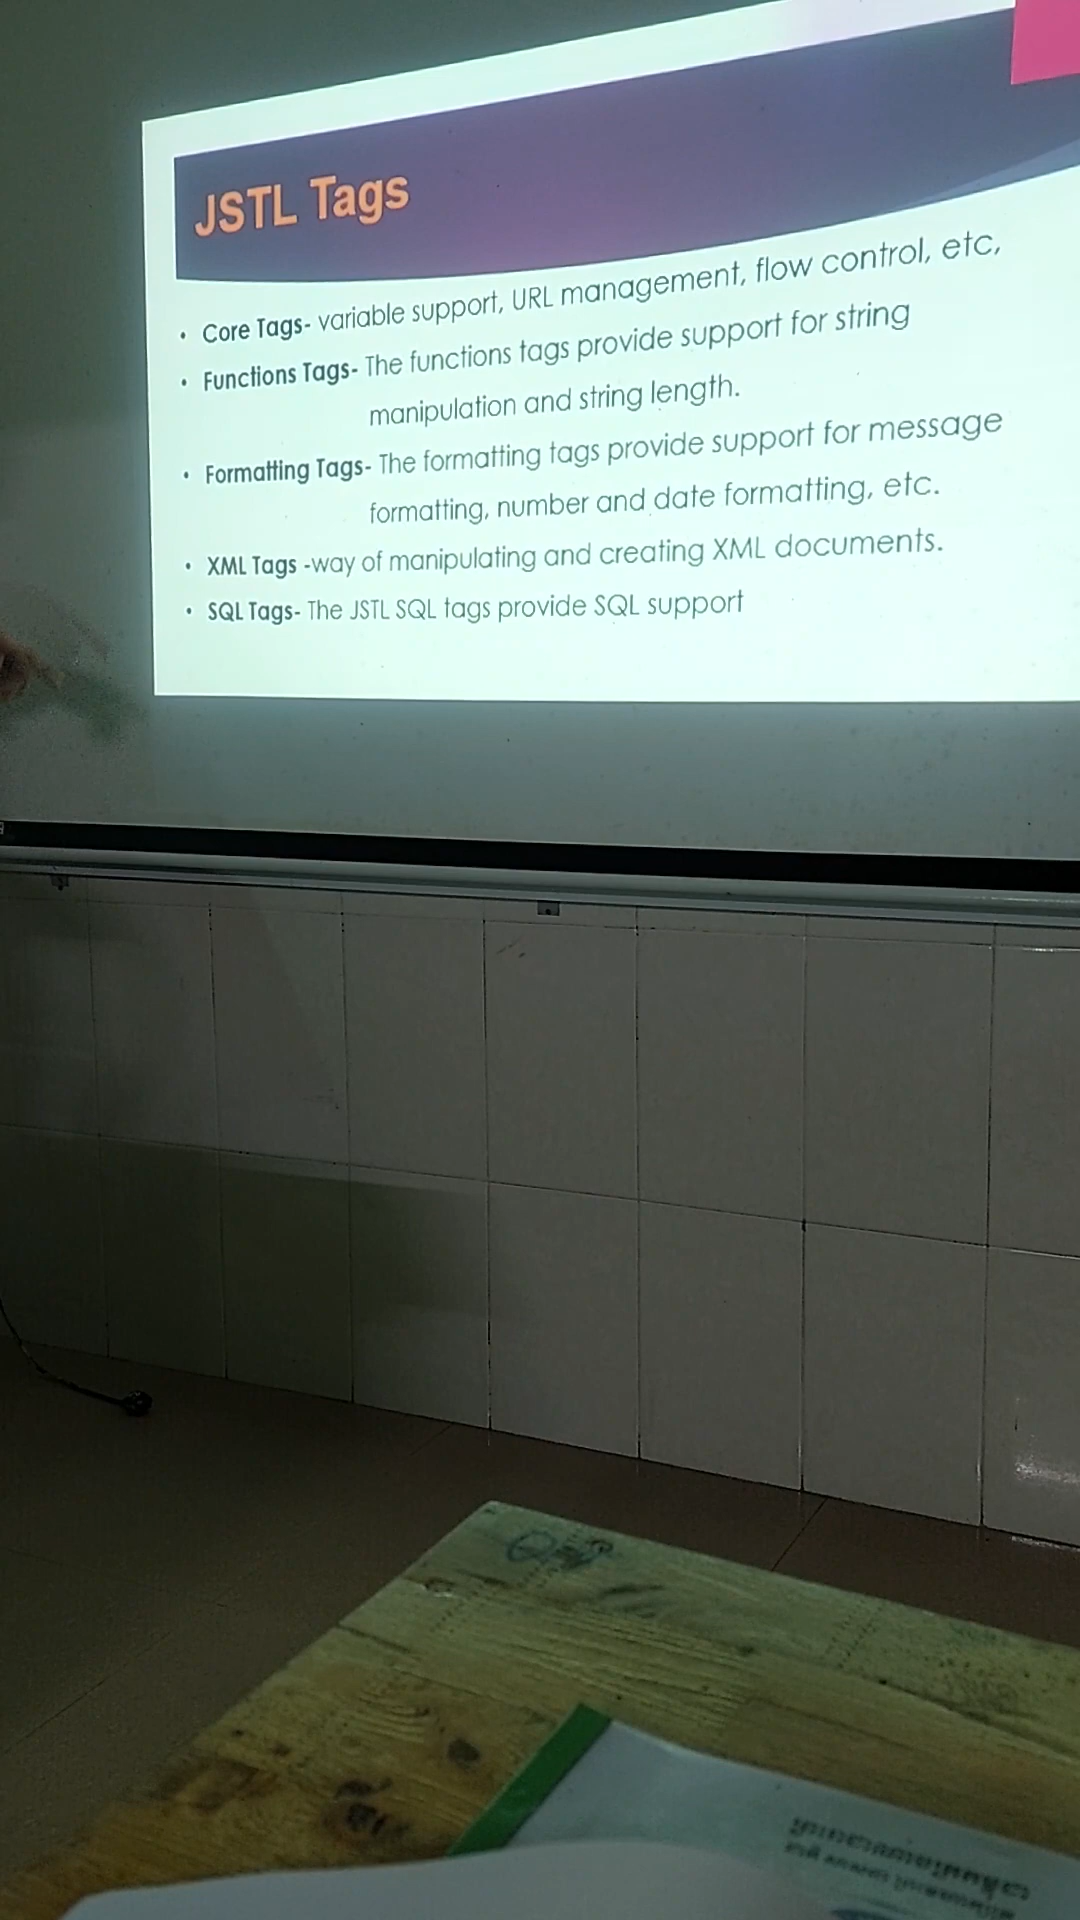 JSTL Tags
• Core Tags- variable support, URL management, flow control, etc,
• Functions Tags- The functions tags provide support for string
manipulation and string length.
• Formatting Tags- The formatting tags provide support for message
formatting, number and date formatting, etc.
• XML Tags -way of manipulating and creating XML documents.
• SQL Tags- The JSTL SQL tags provide SQL support